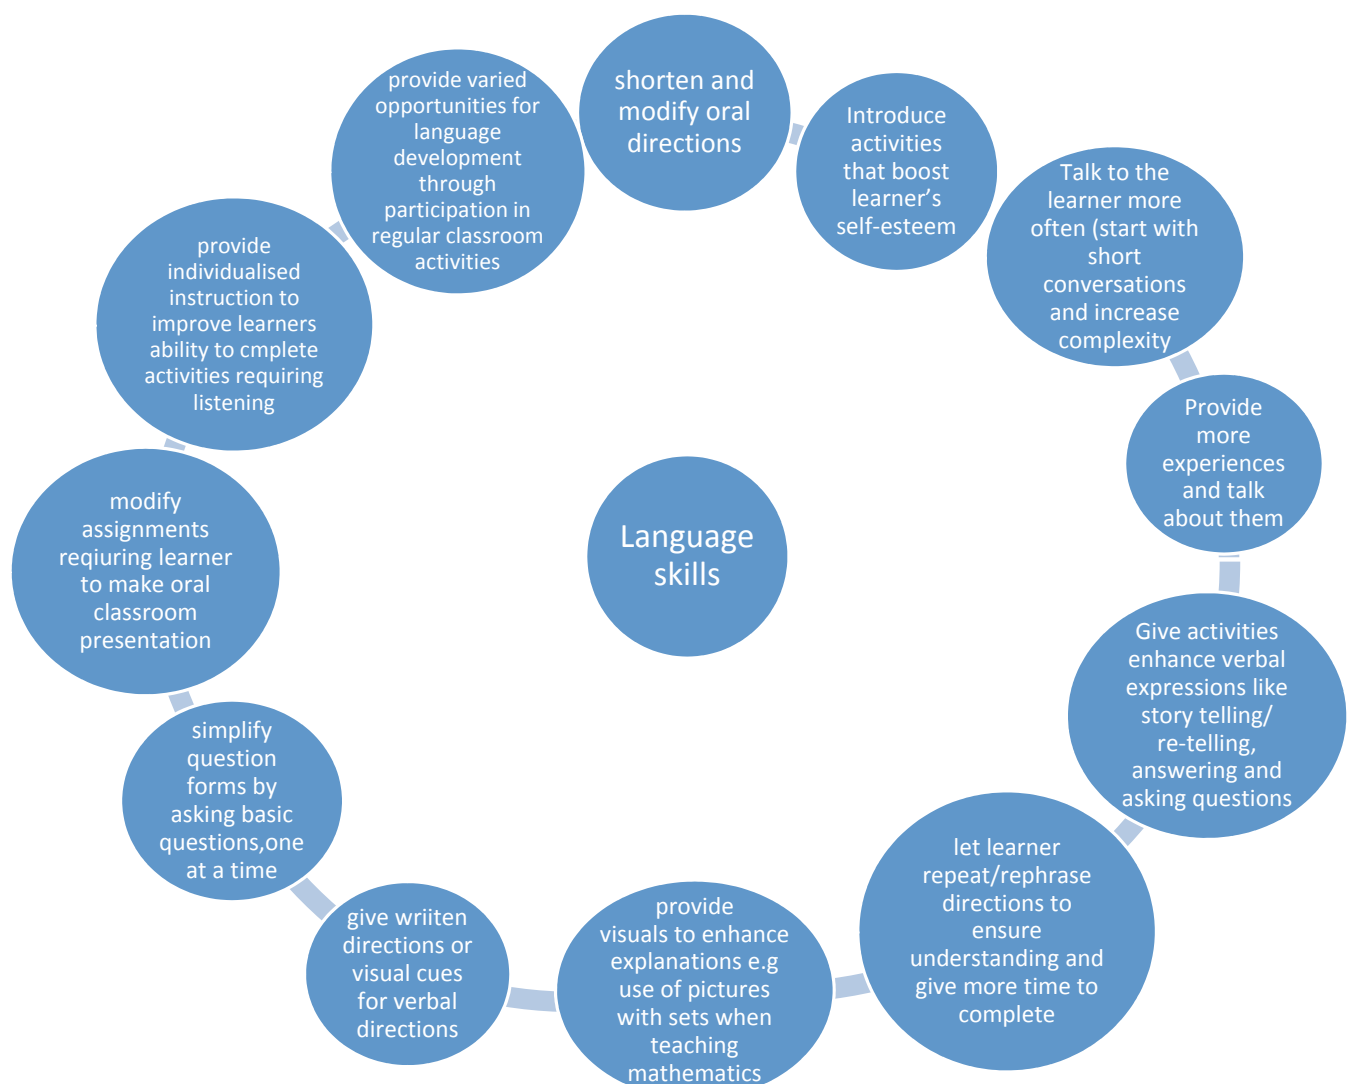 shorten and
modify oral
directions
Introduce
activities
that boost
learner’s
self-esteem
Talk to the
learner more
often (start with
short
conversations
and increase
complexity
Provide
more
experiences
and talk
about them
Give activities
enhance verbal
expressions like
story telling/
re-telling,
answering and
asking questions
let learner
repeat/rephrase
directions to
ensure
understanding and
give more time to
complete
provide
visuals to enhance
explanations e.g
use of pictures
with sets when
teaching
mathematics
give wriiten
directions or
visual cues
for verbal
directions
simplify
question
forms by
asking basic
questions,one
at a time
modify
assignments
reqiuring learner
to make oral
classroom
presentation
provide
individualised
instruction to
improve learners
ability to cmplete
activities requiring
listening
provide varied
opportunities for
language
development
through
participation in
regular classroom
activities
Language
skills